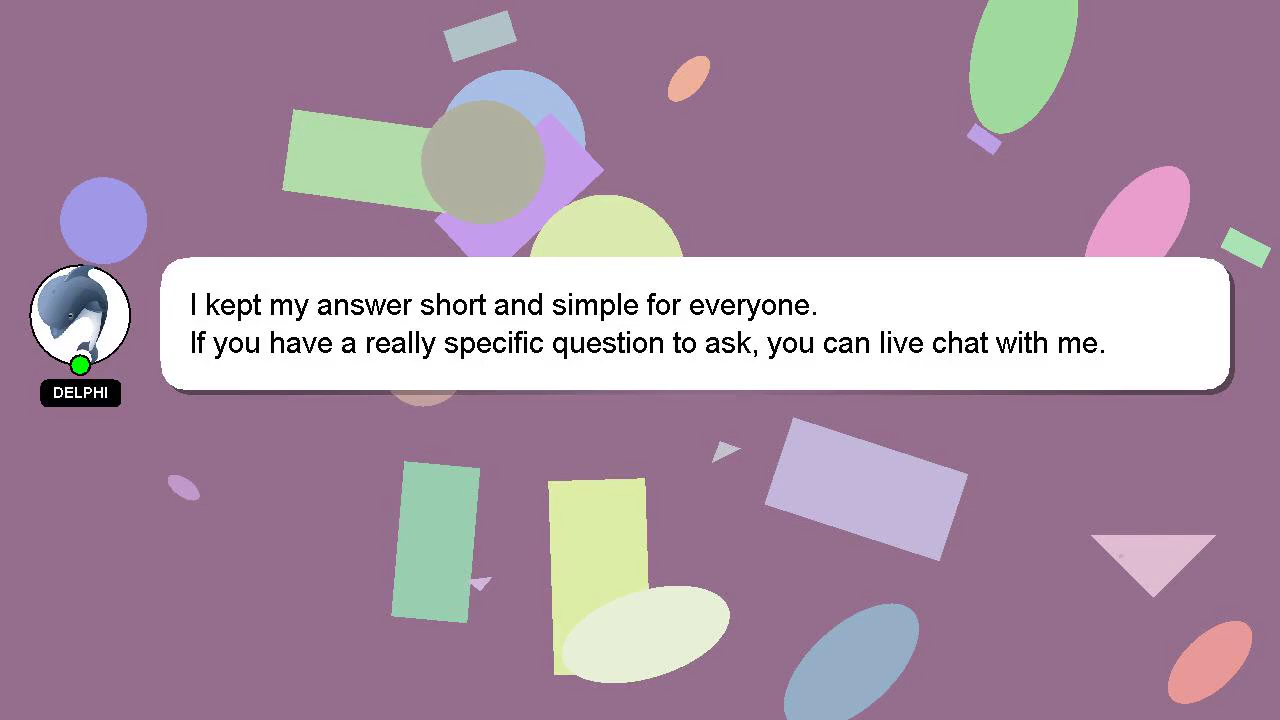 I kept my answer short and simple for everyone.
If you have a really specific question to ask, you can live chat with me.
DELPHI